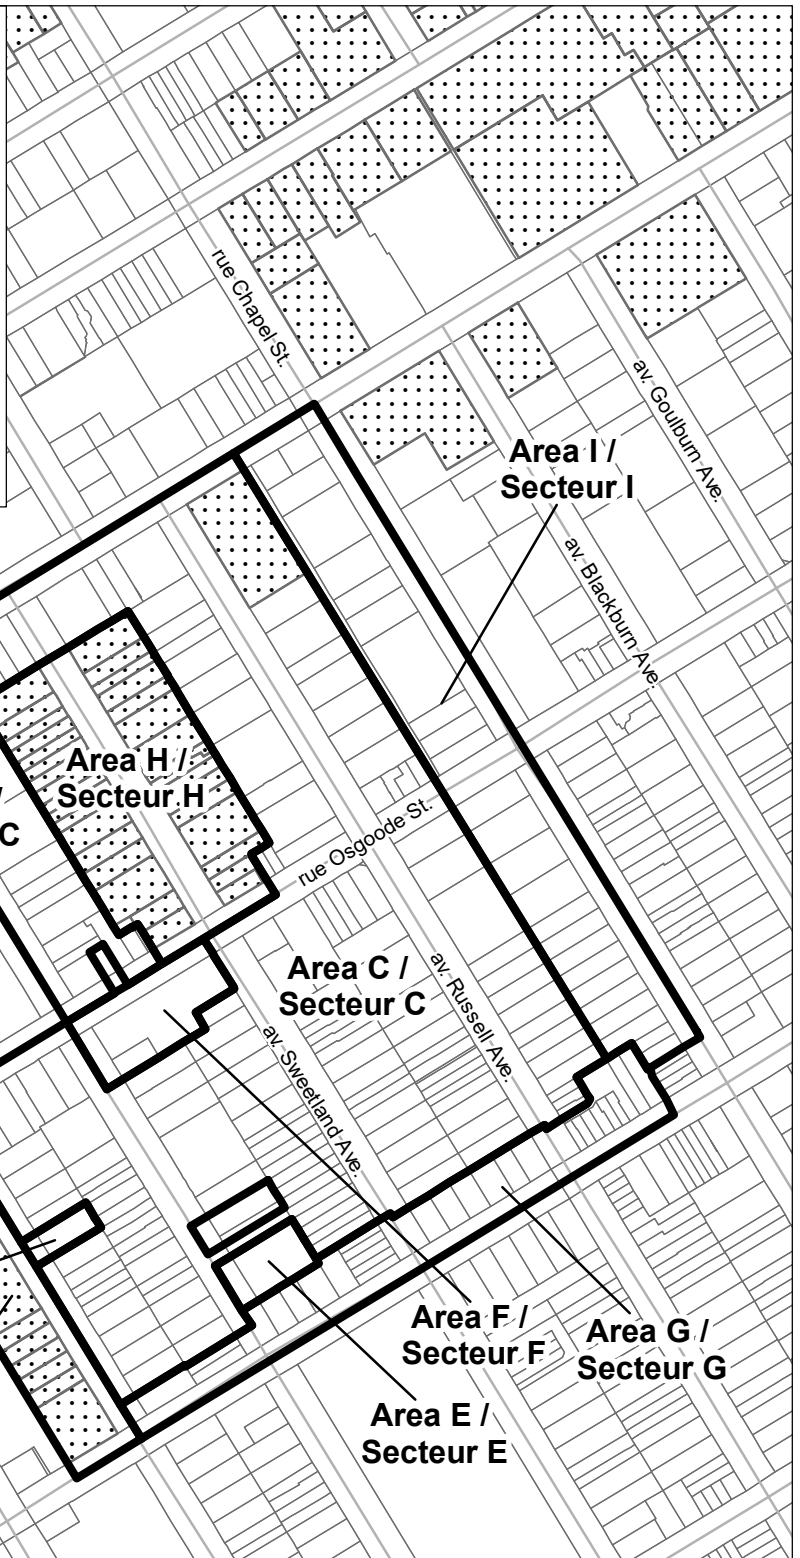 rue Chapel St.
av. Goulburn Ave.
Area I /
Secteur I
av. Blackburn Ave.
Area H /
Secteur H
/
C
rue Osgoode St.
Area C /
Secteur C
av. Russell Ave.
av. Sweetland Ave.
Area F /
Secteur F
Area G /
Secteur G
Area E /
Secteur E